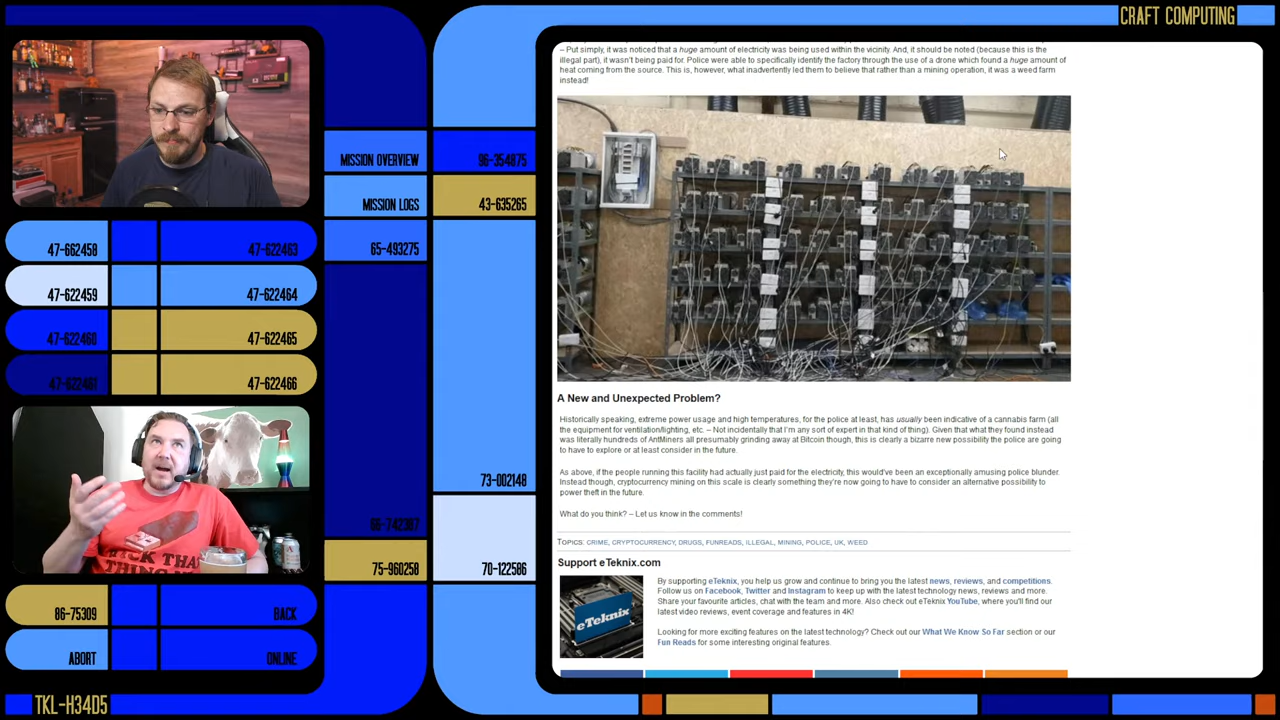 CRAFT COMPUTING
MISSION OVERVIEW
96-354875
MISSION LOGS
43-635265
47-662458
47-622463
65-493275
47-622459
47-622464
47-622460
47-622465
47-622461
47-622466
73-002148
75-960258
70-122586
86-75309
BACK
ABORT
ONLINE
TKL-H34D5
– Put simply, it was noticed that a huge amount of electricity was being used within the vicinity. And, it should be noted (because this is the
illegal part), it wasn't being paid for. Police were able to specifically identify the factory through the use of a drone which found a huge amount of
heat coming from the source. This is, however, what inadvertently led them to believe that rather than a mining operation, it was a weed farm
instead!
A New and Unexpected Problem?
Historically speaking, extreme power usage and high temperatures, for the police at least, has usually been indicative of a cannabis farm (all
the equipment for ventilation/lighting, etc. – Not incidentally that I'm any sort of expert in that kind of thing). Given that what they found instead
was literally hundreds of AntMiners all presumably grinding away at Bitcoin though, this is clearly a bizarre new possibility the police are going
to have to explore or at least consider in the future.
As above, if the people running this facility had actually just paid for the electricity, this would've been an exceptionally amusing police blunder.
Instead though, cryptocurrency mining on this scale is clearly something they're now going to have to consider an alternative possibility to
power theft in the future.
What do you think? – Let us know in the comments!
TOPICS: CRIME, CRYPTOCURRENCY, DRUGS, FUNREADS, ILLEGAL, MINING, POLICE, UK, WEED
Support eTeknix.com
eTeknix
By supporting eTeknix, you help us grow and continue to bring you the latest news, reviews, and competitions.
Follow us on Facebook, Twitter and Instagram to keep up with the latest technology news, reviews and more.
Share your favourite articles, chat with the team and more. Also check out eTeknix YouTube, where you'll find our
latest video reviews, event coverage and features in 4K!
Looking for more exciting features on the latest technology? Check out our What We Know So Far section or our
Fun Reads for some interesting original features.